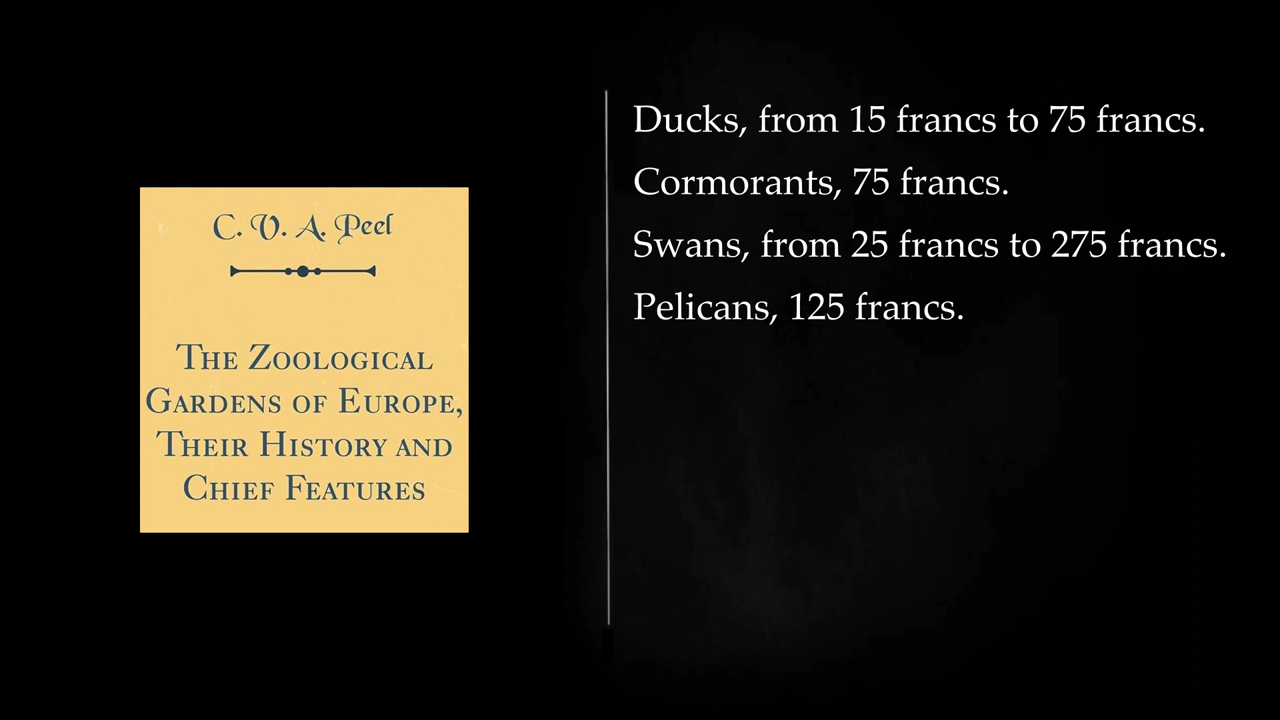 C. V. A. Peel
The Zoological
Gardens of Europe,
Their History and
Chief Features
Ducks, from 15 francs to 75 francs.
Cormorants, 75 francs.
Swans, from 25 francs to 275 francs.
Pelicans, 125 francs.